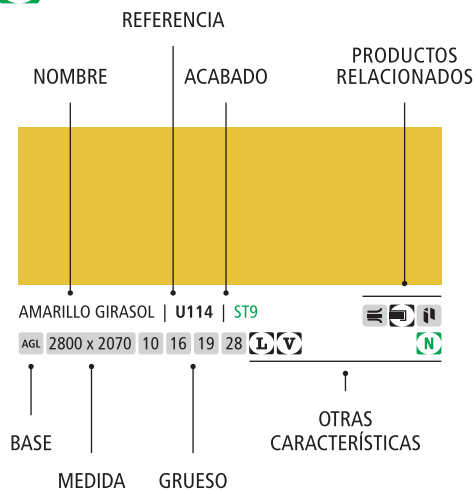 REFERENCIA
PRODUCTOS
RELACIONADOS
NOMBRE
ACABADO
AMARILLO GIRASOL | U114 | ST9
AGL 2800 x 2070 10 16 19 28 L V N
OTRAS
CARACTERÍSTICAS
BASE
MEDIDA
GRUESO